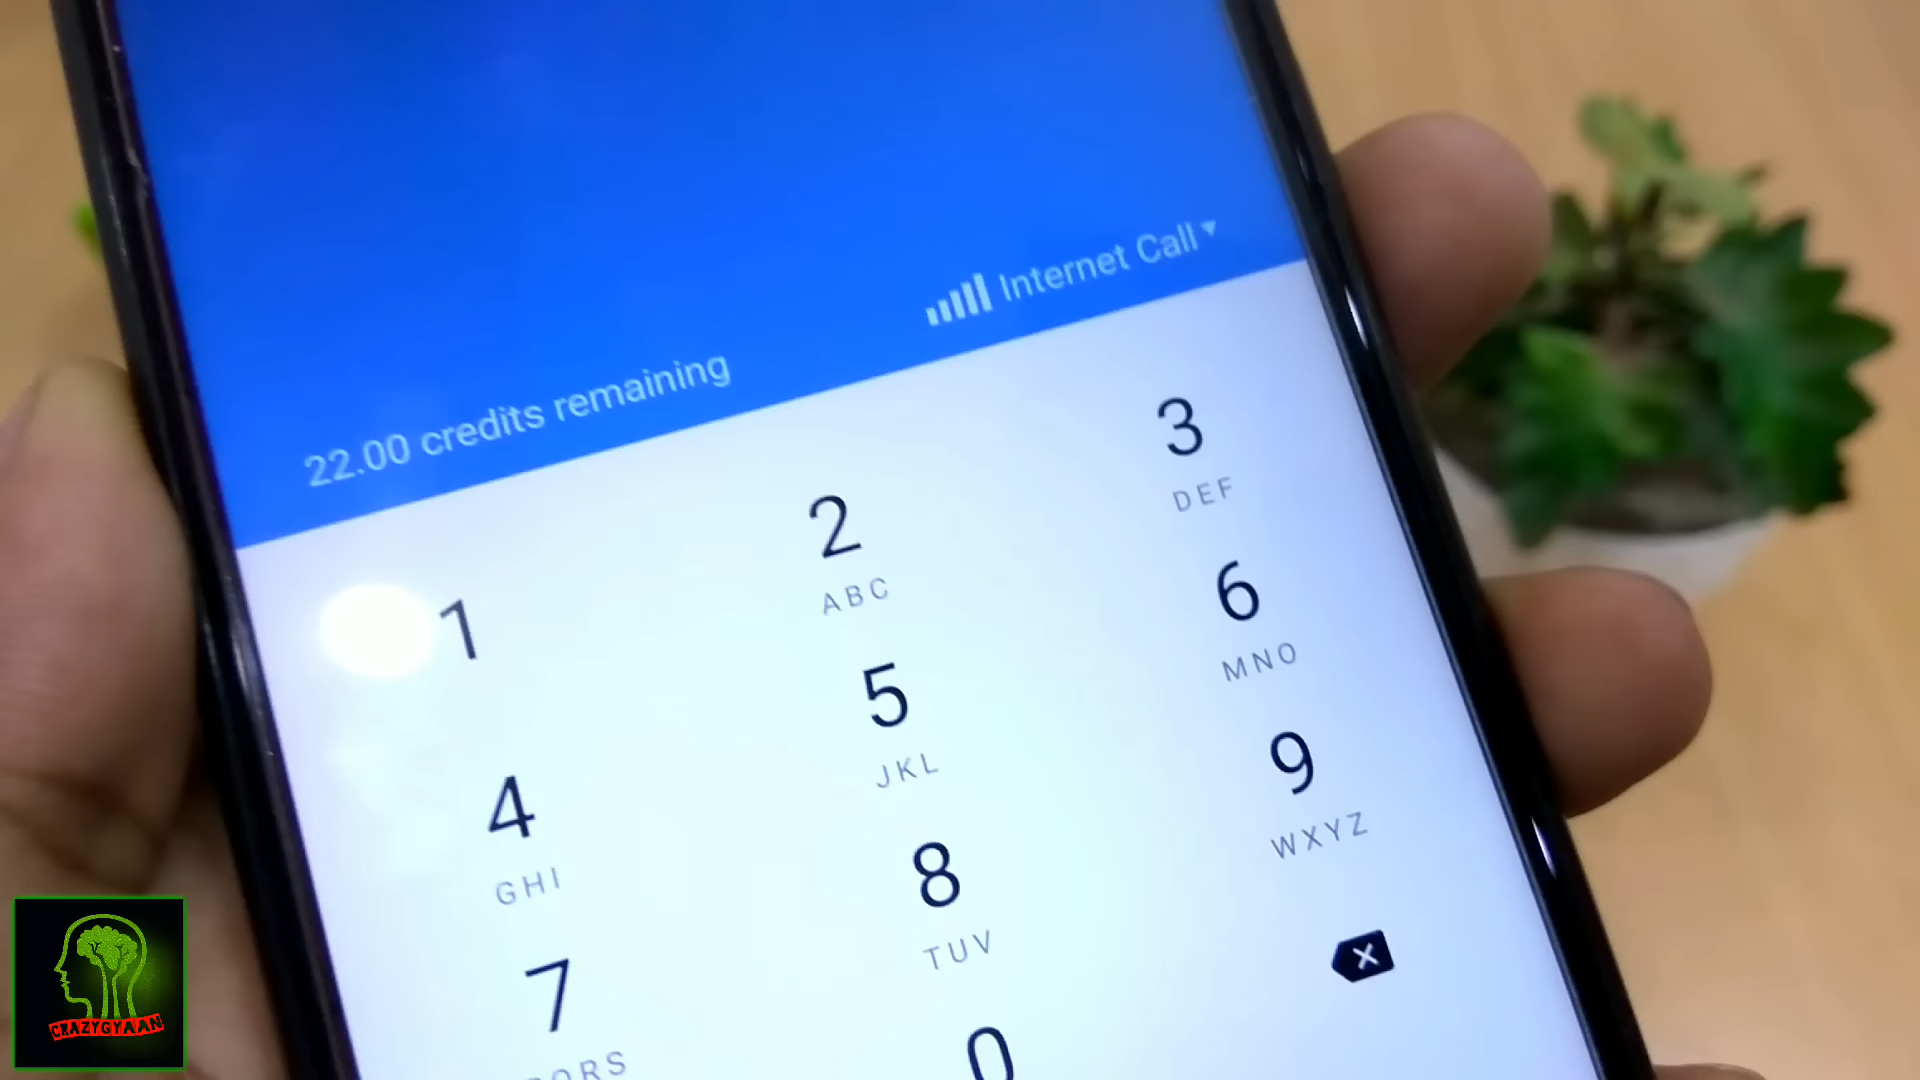 Internet Call
22.00 credits remaining
1
2
ABC
3
DEF
4
GHI
5
JKL
6
MNO
7
8
TUV
9
WXYZ
0
CRAZYGYAAN